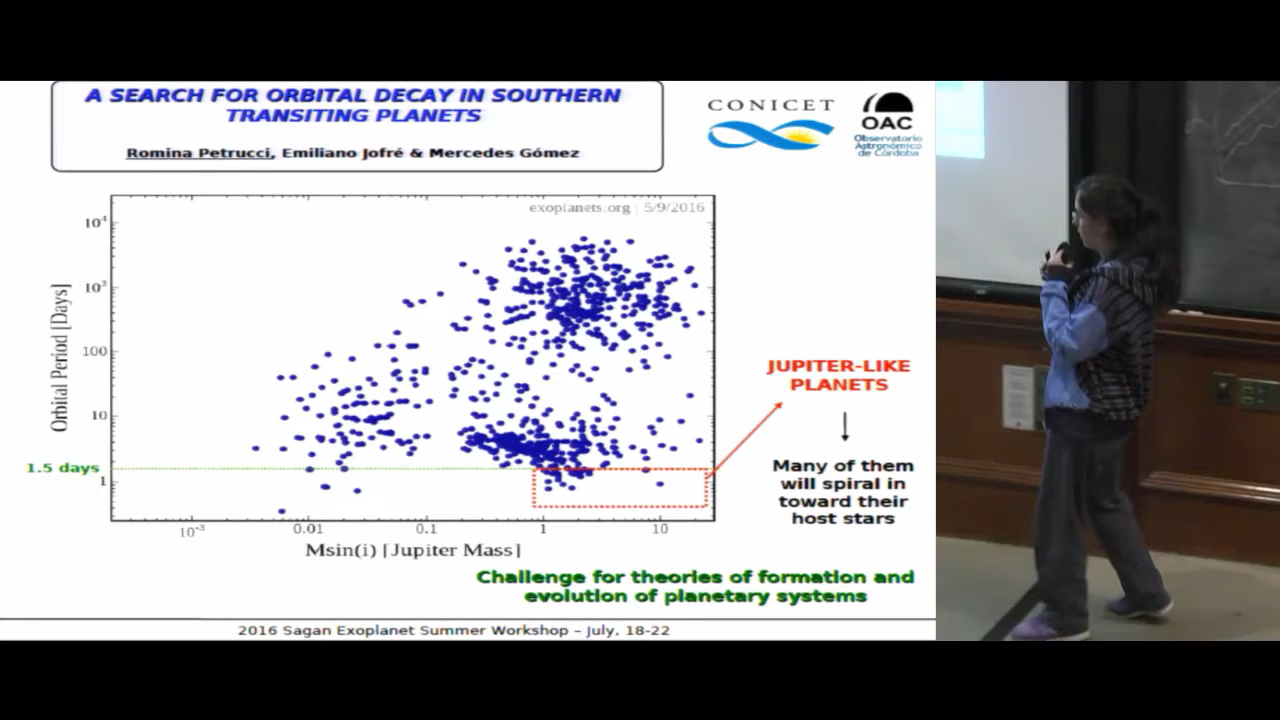 A SEARCH FOR ORBITAL DECAY IN SOUTHERN
TRANSITING PLANETS
Romina Petrucci, Emiliano Jofré & Mercedes Gómez
CONICET
OAC
Observatorio
Astronómico
de Córdoba
exoplanets.org | 5/9/2016
Orbital Period [Days]
10⁴
10³
100
10
1.5 days
1
10⁻³
0.01
0.1
1
10
Msin(i) [Jupiter Mass]
JUPITER-LIKE
PLANETS
Many of them
will spiral in
toward their
host stars
Challenge for theories of formation and
evolution of planetary systems
2016 Sagan Exoplanet Summer Workshop – July, 18-22